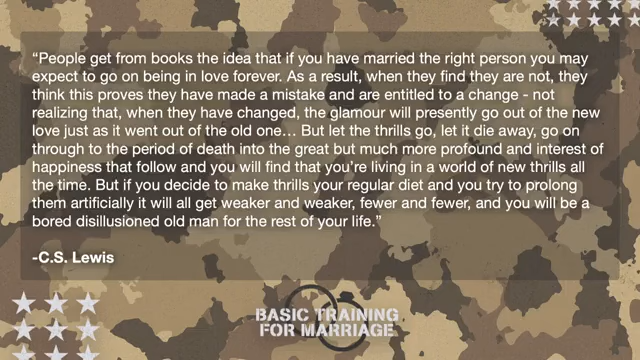 “People get from books the idea that if you have married the right person you may
expect to go on being in love forever. As a result, when they find they are not, they
think this proves they have made a mistake and are entitled to a change - not
realizing that, when they have changed, the glamour will presently go out of the new
love just as it went out of the old one… But let the thrills go, let it die away, go on
through to the period of death into the great but much more profound and interest of
happiness that follow and you will find that you’re living in a world of new thrills all
the time. But if you decide to make thrills your regular diet and you try to prolong
them artificially it will all get weaker and weaker, fewer and fewer, and you will be a
bored disillusioned old man for the rest of your life.”
-C.S. Lewis
BASIC TRAINING
FOR MARRIAGE